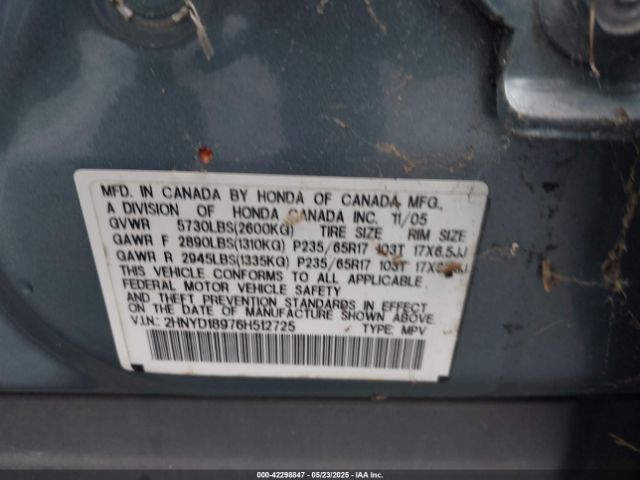 MFD. IN CANADA BY HONDA OF CANADA MFG.,
A DIVISION OF HONDA CANADA INC. 11/05
GVWR 5730LBS(2600KG) TIRE SIZE RIM SIZE
GAWR F 2890LBS(1310KG) P235/65R17 103T 17X6.5JJ
GAWR R 2945LBS(1335KG) P235/65R17 103T
THIS VEHICLE CONFORMS TO ALL APPLICABLE
FEDERAL MOTOR VEHICLE SAFETY
AND THEFT PREVENTION STANDARDS IN EFFECT
ON THE DATE OF MANUFACTURE SHOWN ABOVE.
V.I.N.: 2HNYD18976H512725 TYPE: MPV
000-42298847 - 05/23/2025 - IAA Inc.